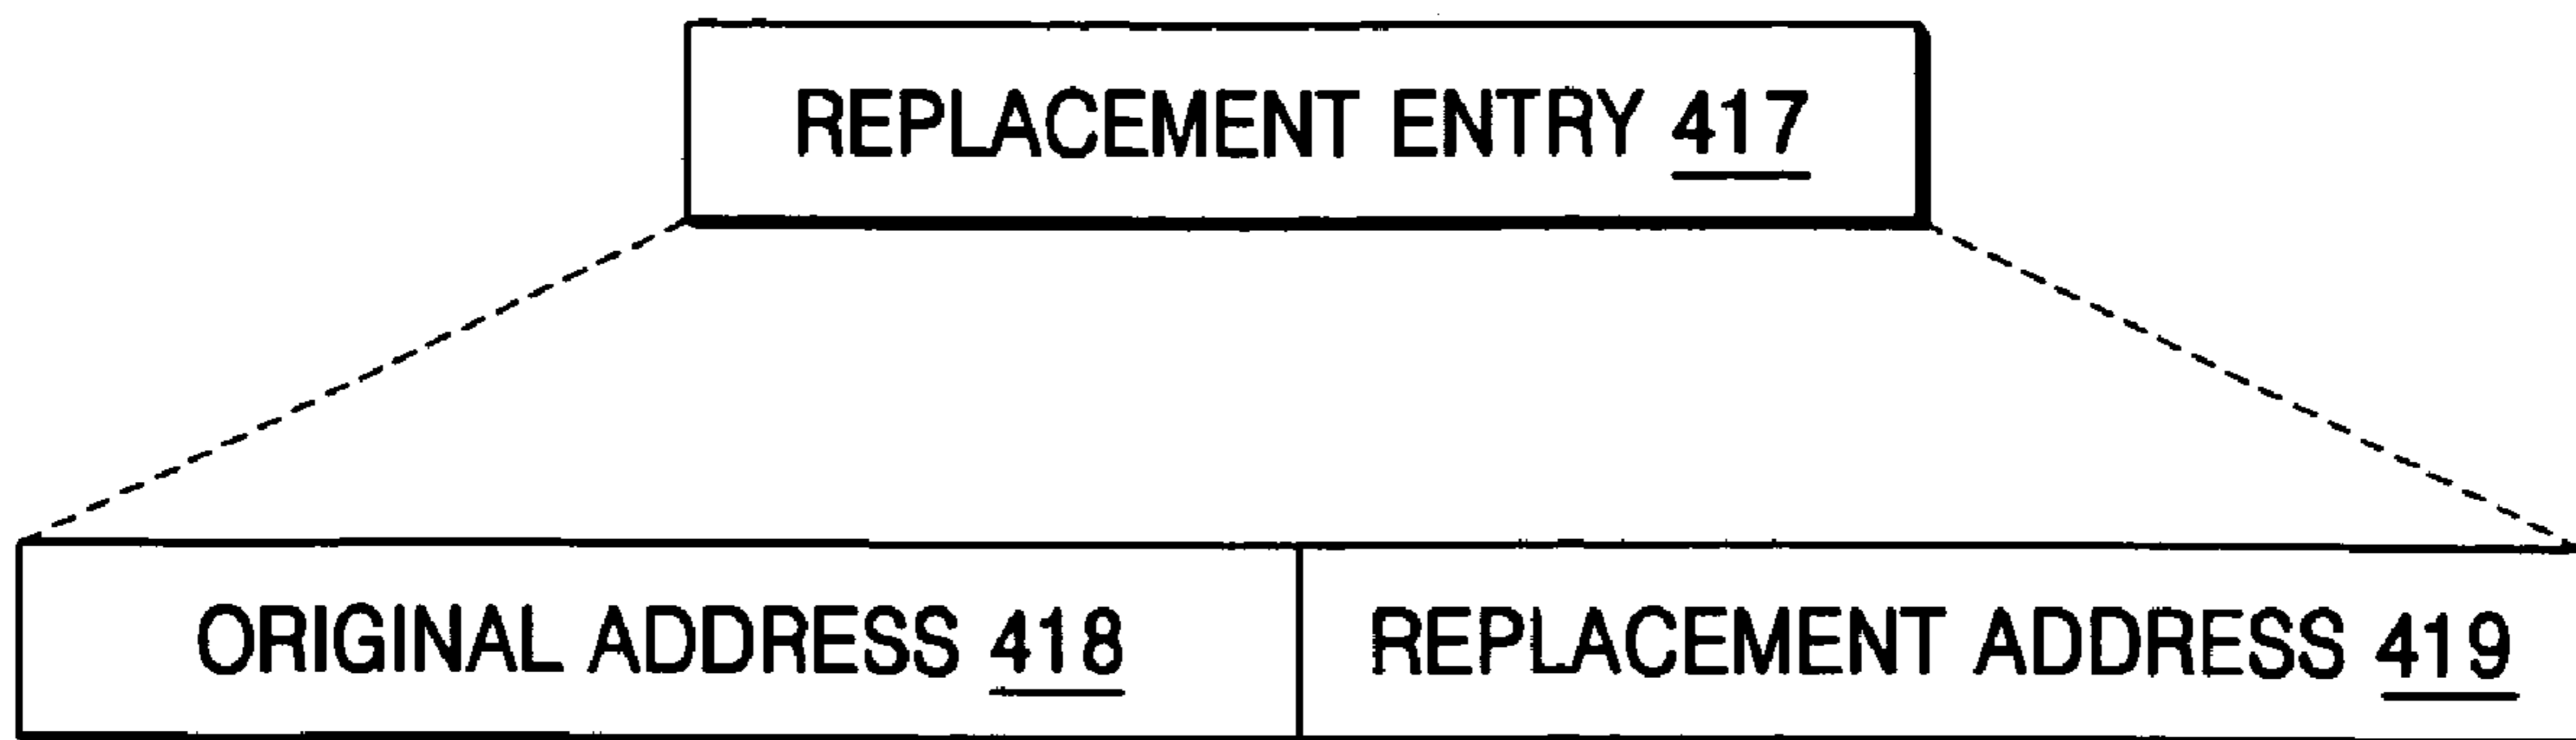 REPLACEMENT ENTRY 417
ORIGINAL ADDRESS 418
REPLACEMENT ADDRESS 419